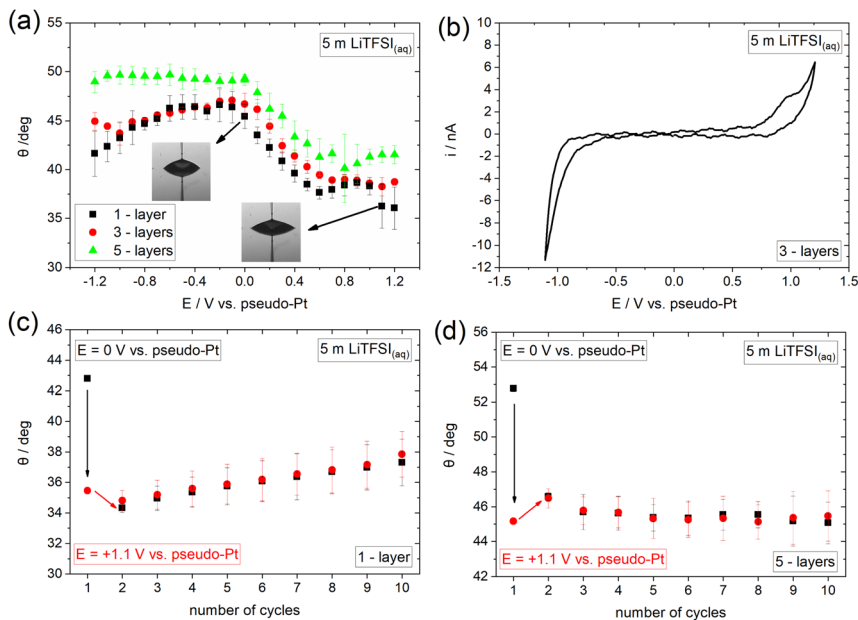 (a)
5 m LiTFSI(aq)
θ /deg
70
65
60
55
50
45
40
35
30
1 - layer
3 - layers
5 - layers
-1.2
-0.8
-0.4
0.0
0.4
0.8
1.2
E / V vs. pseudo-Pt
(b)
5 m LiTFSI(aq)
i / nA
10
8
6
4
2
0
-2
-4
-6
-8
-10
-12
3 - layers
-1.5
-1.0
-0.5
0.0
0.5
1.0
1.5
E / V vs. pseudo-Pt
(c)
E = 0 V vs. pseudo-Pt
5 m LiTFSI(aq)
θ / deg
46
44
42
40
38
36
34
32
30
E = +1.1 V vs. pseudo-Pt
1 - layer
1
2
3
4
5
6
7
8
9
10
number of cycles
(d)
E = 0 V vs. pseudo-Pt
5 m LiTFSI(aq)
θ / deg
56
54
52
50
48
46
44
42
E = +1.1 V vs. pseudo-Pt
5 - layers
1
2
3
4
5
6
7
8
9
10
number of cycles